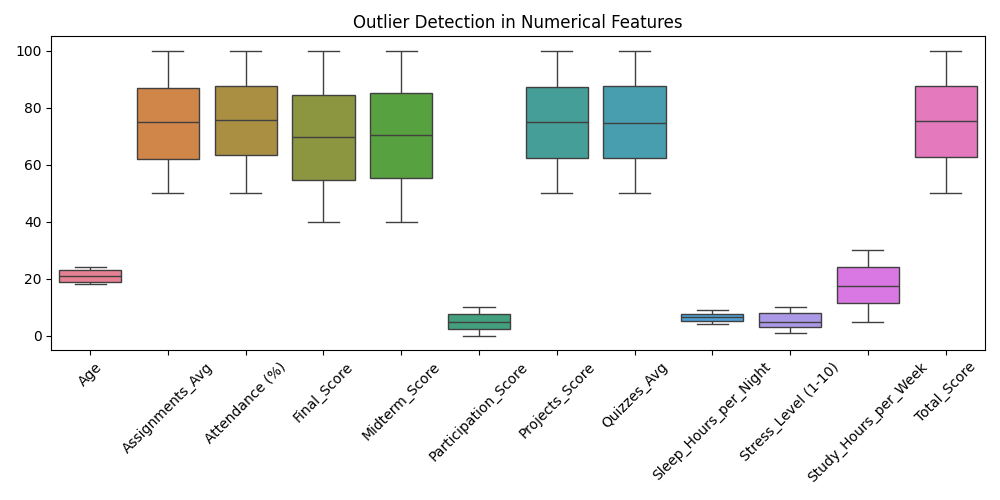 Outlier Detection in Numerical Features
100
80
60
40
20
0
Age
Assignments_Avg
Attendance (%)
Final_Score
Midterm_Score
Participation_Score
Projects_Score
Quizzes_Avg
Sleep_Hours_per_Night
Stress_Level (1-10)
Study_Hours_per_Week
Total_Score